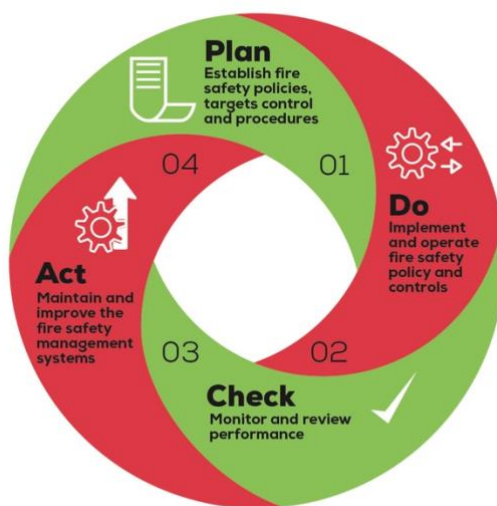 Plan
Establish fire
safety policies,
targets control
and procedures
01
Do
Implement
and operate
fire safety
policy and
controls
02
Check
Monitor and review
performance
03
Act
Maintain and
improve the
fire safety
management
systems
04